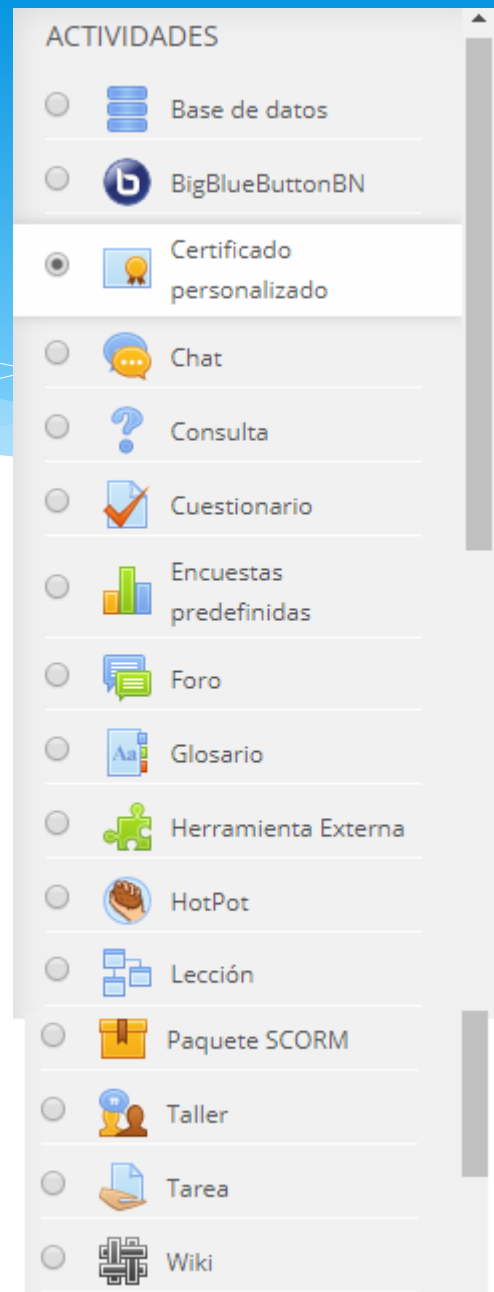 ACTIVIDADES
Base de datos
b
BigBlueButtonBN
Certificado
personalizado
Chat
Consulta
Cuestionario
Encuestas
predefinidas
Foro
Aa
Glosario
Herramienta Externa
HotPot
Lección
Paquete SCORM
Taller
Tarea
Wiki